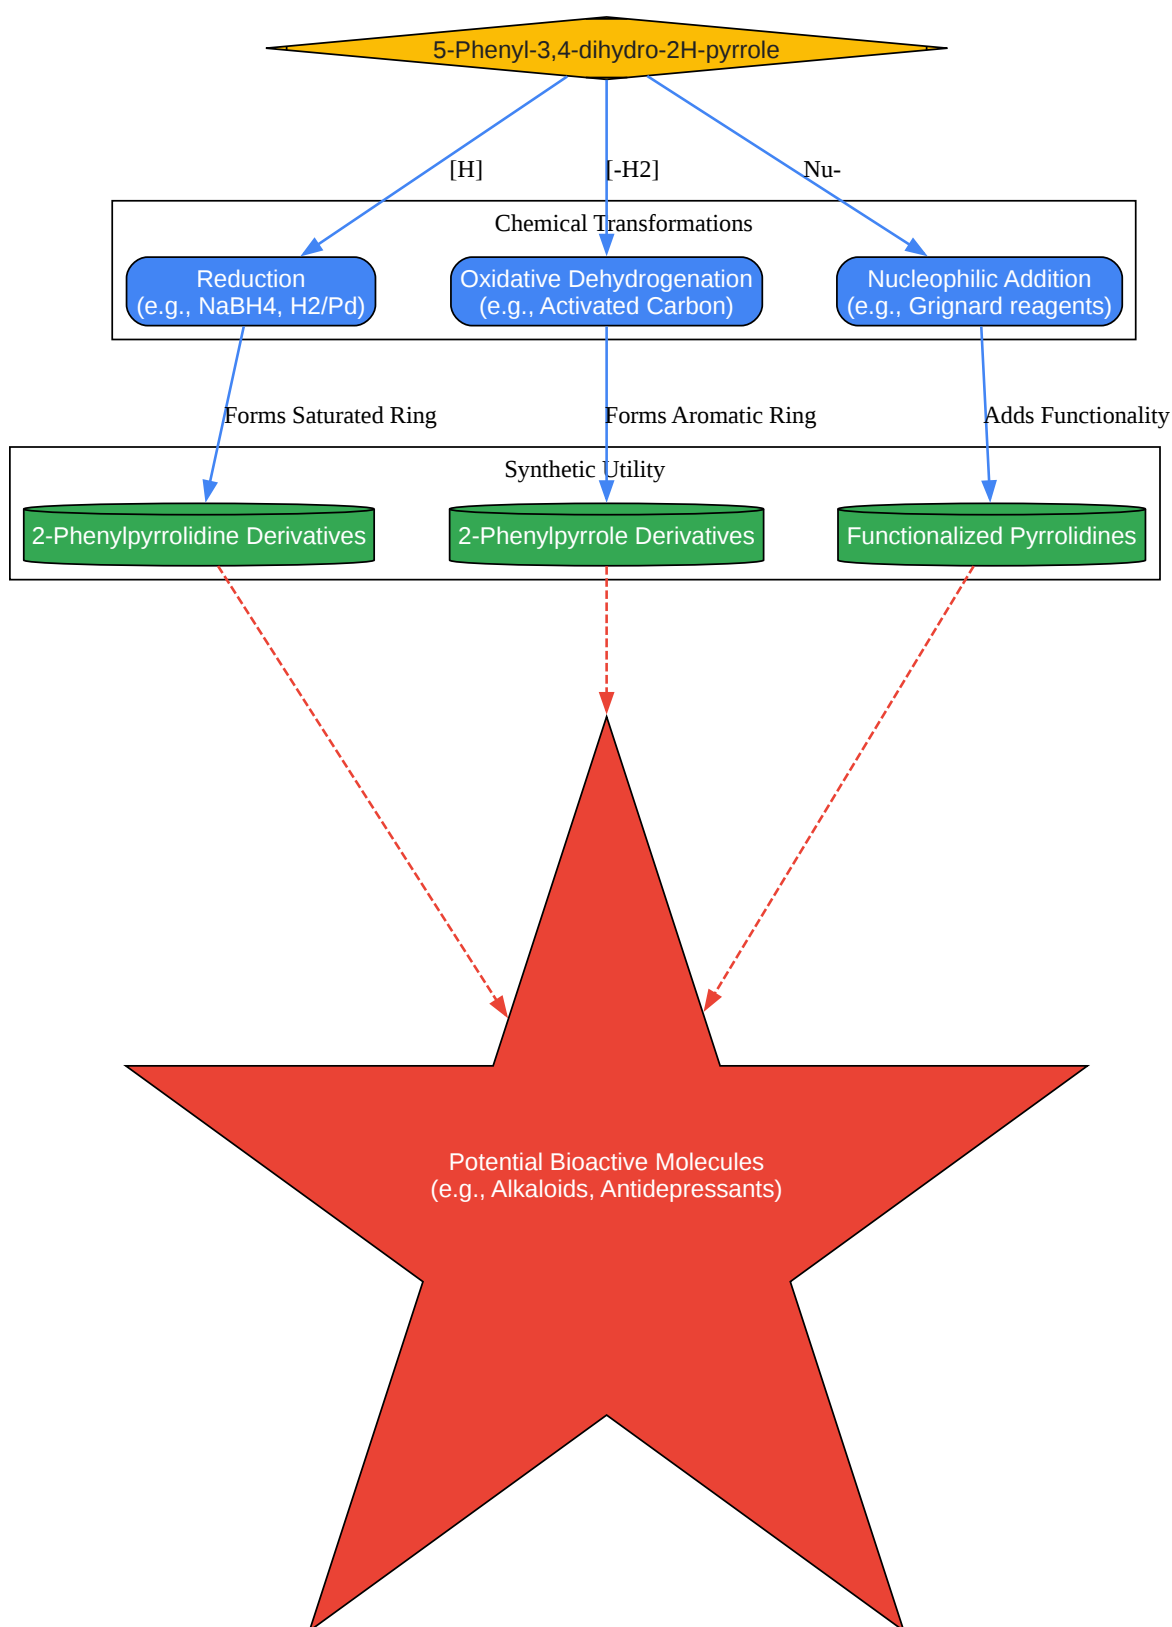 5-Phenyl-3,4-dihydro-2H-pyrrole
[H]
[-H2]
Nu-
Chemical Transformations
Reduction
(e.g., NaBH4, H2/Pd)
Oxidative Dehydrogenation
(e.g., Activated Carbon)
Nucleophilic Addition
(e.g., Grignard reagents)
Forms Saturated Ring
Forms Aromatic Ring
Adds Functionality
Synthetic Utility
2-Phenylpyrrolidine Derivatives
2-Phenylpyrrole Derivatives
Functionalized Pyrrolidines
Potential Bioactive Molecules
(e.g., Alkaloids, Antidepressants)